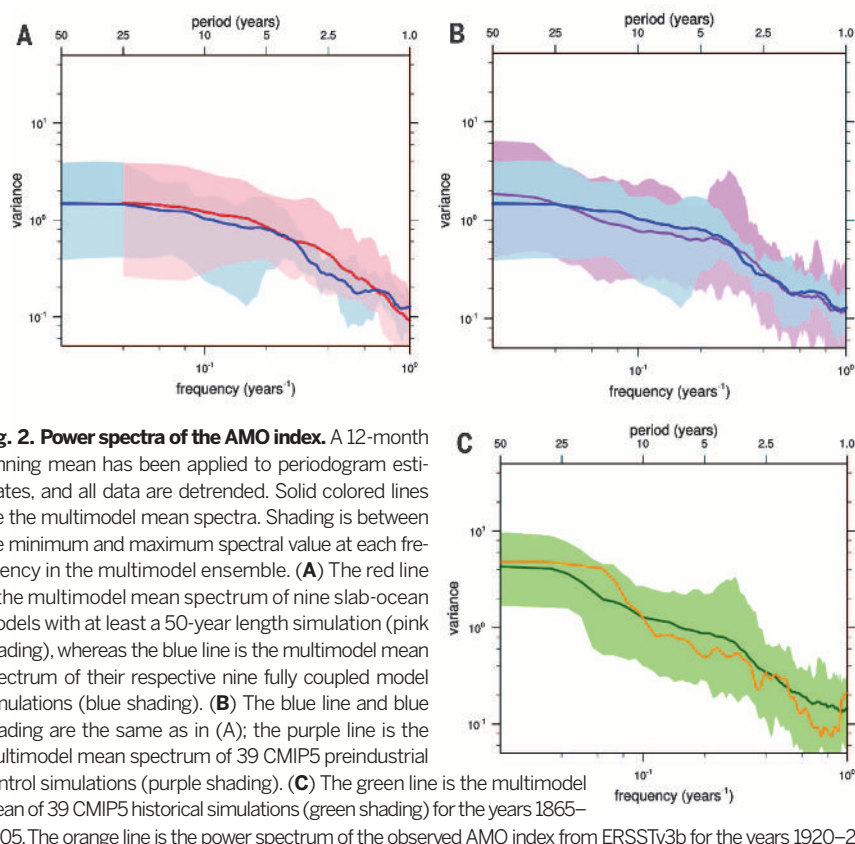 A
period (years)
50 25 10 5 2.5 1.0
variance
10¹
10⁰
10⁻¹
10⁻¹ 10⁰
frequency (years⁻¹)
B
period (years)
50 25 10 5 2.5 1.0
variance
10¹
10⁰
10⁻¹
10⁻¹ 10⁰
frequency (years⁻¹)
g. 2. Power spectra of the AMO index. A 12-month
nning mean has been applied to periodogram esti-
ates, and all data are detrended. Solid colored lines
e the multimodel mean spectra. Shading is between
e minimum and maximum spectral value at each fre-
ency in the multimodel ensemble. (A) The red line
the multimodel mean spectrum of nine slab-ocean
odels with at least a 50-year length simulation (pink
ading), whereas the blue line is the multimodel mean
ectrum of their respective nine fully coupled model
mulations (blue shading). (B) The blue line and blue
ading are the same as in (A); the purple line is the
ultimodel mean spectrum of 39 CMIP5 preindustrial
ntrol simulations (purple shading). (C) The green line is the multimodel
ean of 39 CMIP5 historical simulations (green shading) for the years 1865–
05. The orange line is the power spectrum of the observed AMO index from ERSSTv3b for the years 1920–2
C
period (years)
50 25 10 5 2.5 1.0
variance
10¹
10⁰
10⁻¹
10⁻¹ 10⁰
frequency (years⁻¹)